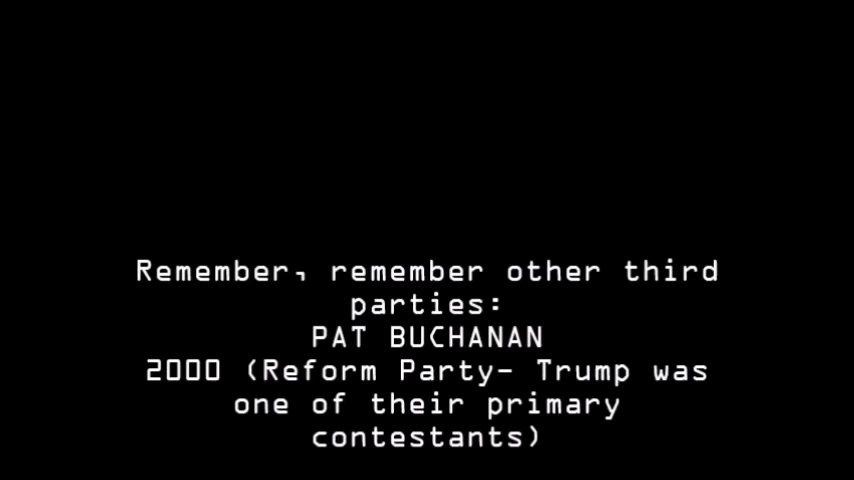 Remember, remember other third
parties:
PAT BUCHANAN
2000 (Reform Party- Trump was
one of their primary
contestants)